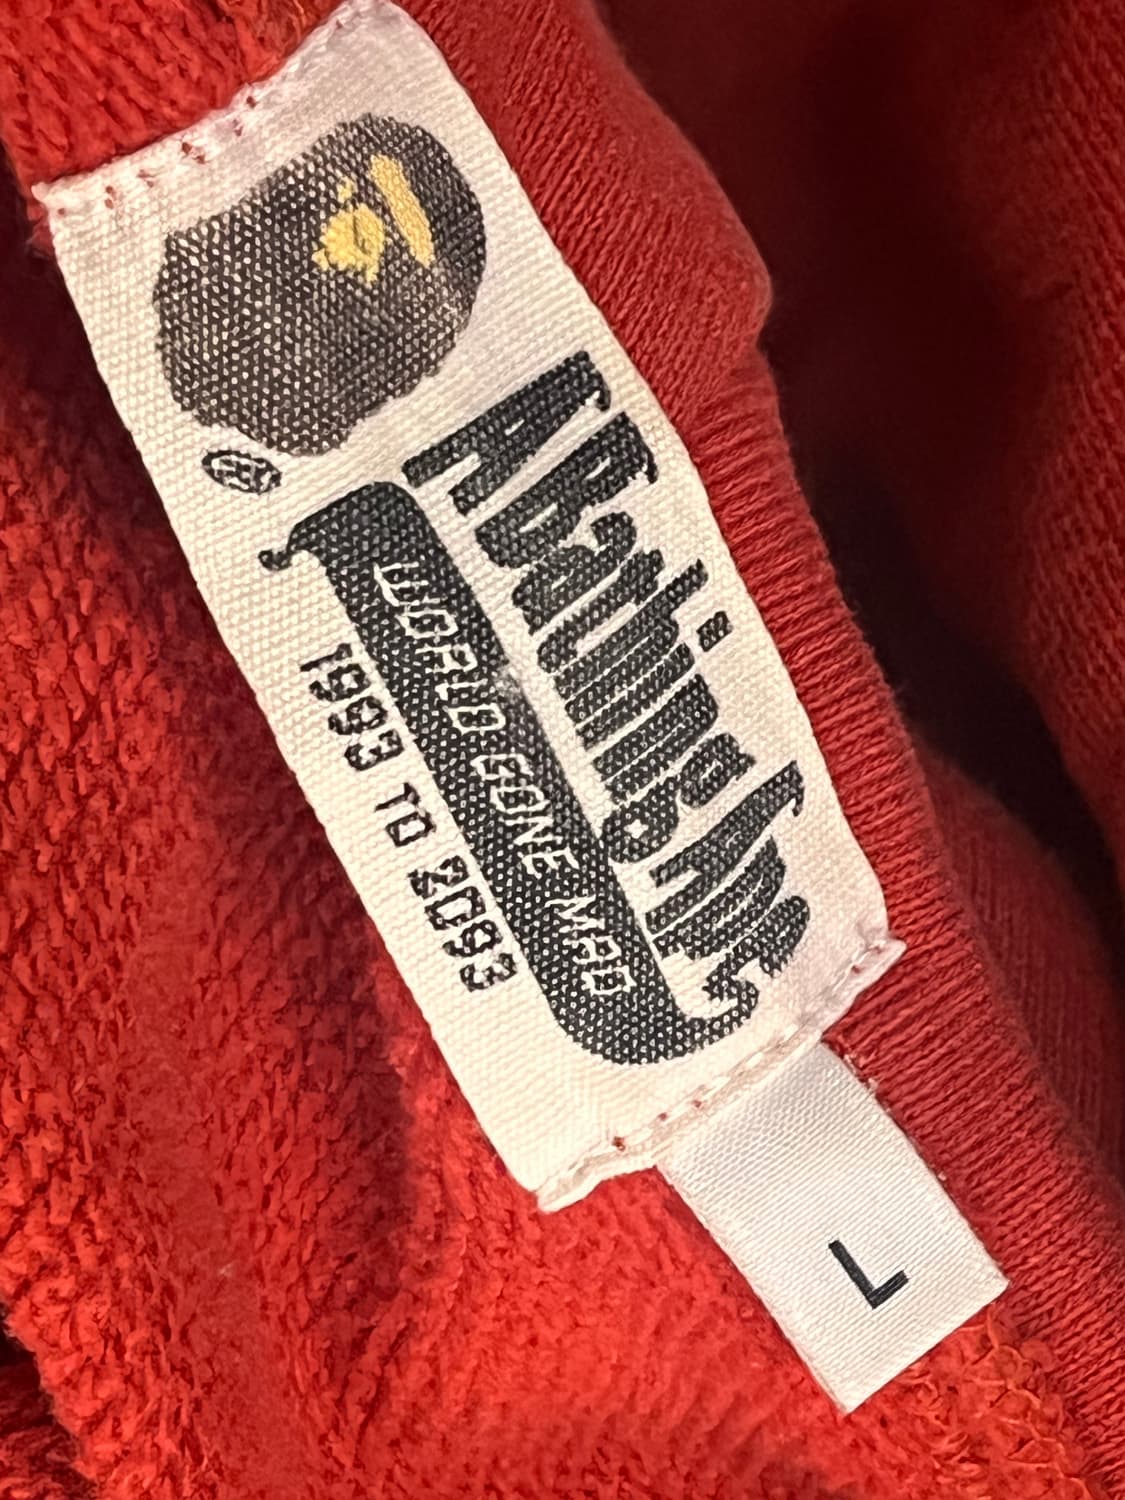 A Bathing Ape
WORLD GONE MAD
1993 TO 2093
L